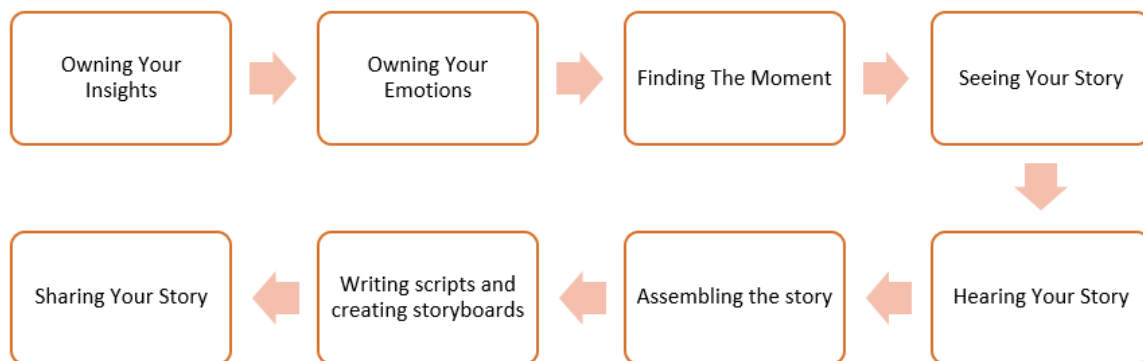 Owning Your
Insights
Owning Your
Emotions
Finding The Moment
Seeing Your Story
Hearing Your Story
Assembling the story
Writing scripts and
creating storyboards
Sharing Your Story